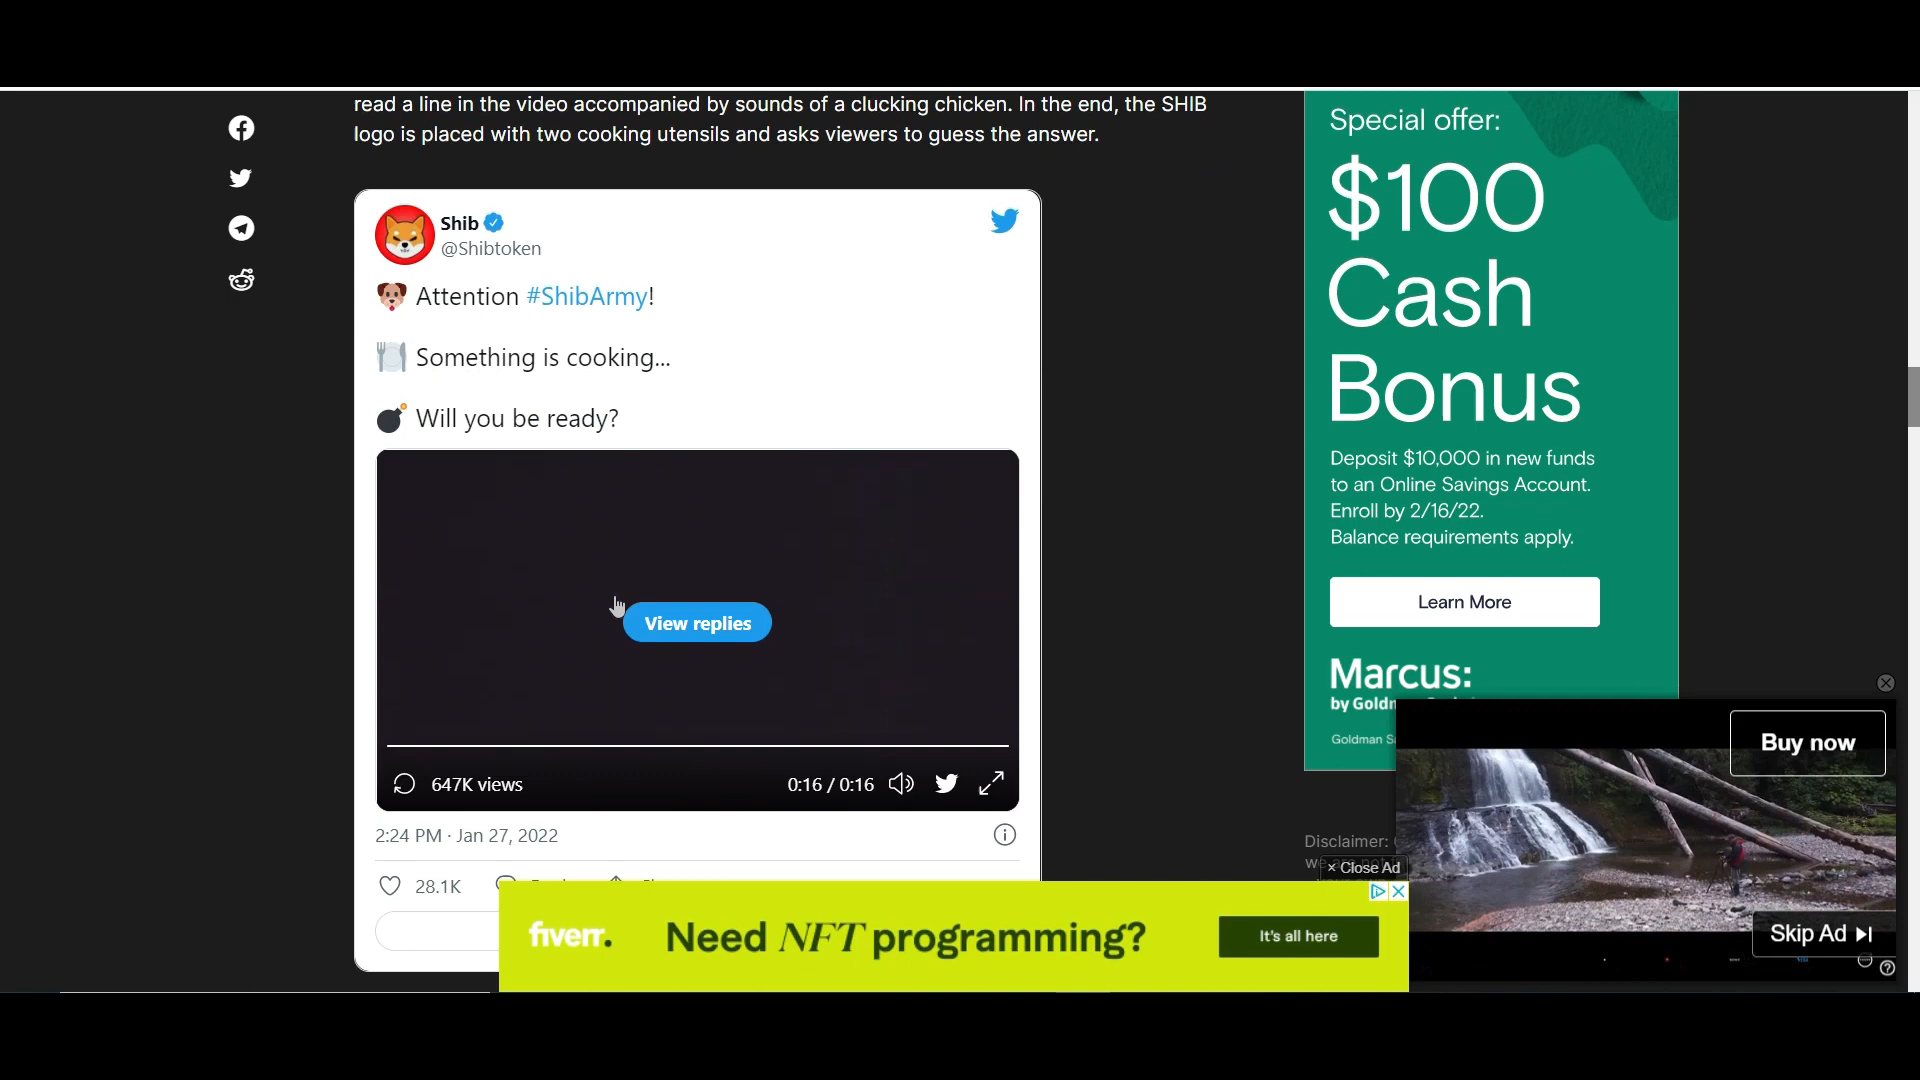 read a line in the video accompanied by sounds of a clucking chicken. In the end, the SHIB
logo is placed with two cooking utensils and asks viewers to guess the answer.
Shib
@Shibtoken
Attention #ShibArmy!
Something is cooking...
Will you be ready?
View replies
647K views
0:16 / 0:16
2:24 PM · Jan 27, 2022
28.1K
Special offer:
$100
Cash
Bonus
Deposit $10,000 in new funds
to an Online Savings Account.
Enroll by 2/16/22.
Balance requirements apply.
Learn More
Marcus:
by Goldm
Goldman Sa
Disclaimer:
× Close Ad
Buy now
Skip Ad
fiverr.
Need NFT programming?
It's all here